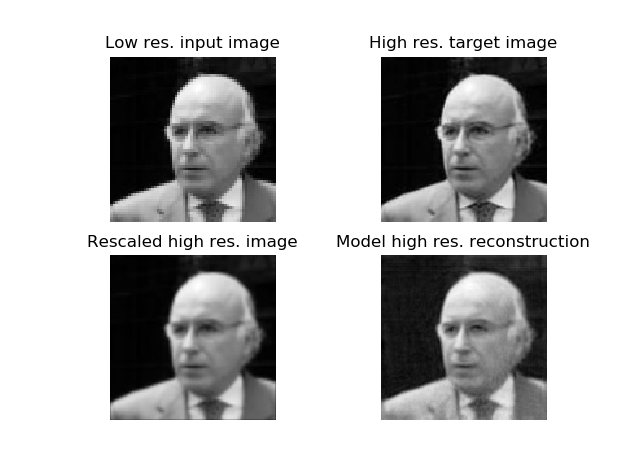 Low res. input image
High res. target image
Rescaled high res. image
Model high res. reconstruction